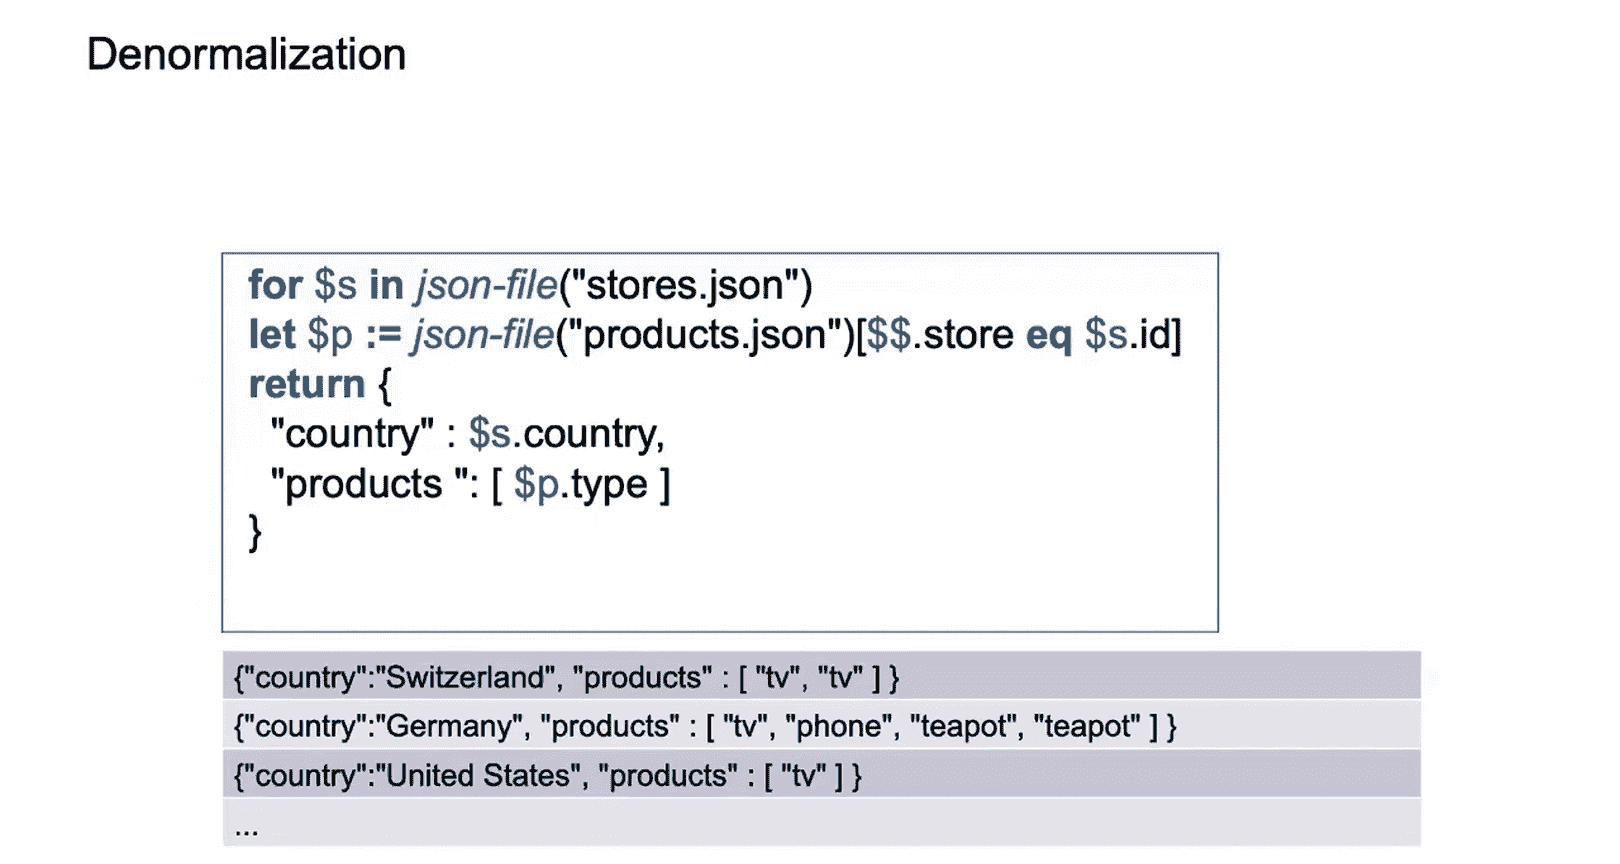 Denormalization
for $s in json-file("stores.json")
let $p := json-file("products.json")[$$.store eq $s.id]
return {
"country" : $s.country,
"products ": [ $p.type ]
}
{"country":"Switzerland", "products" : [ "tv", "tv" ] }
{"country":"Germany", "products" : [ "tv", "phone", "teapot", "teapot" ] }
{"country":"United States", "products" : [ "tv" ] }
...